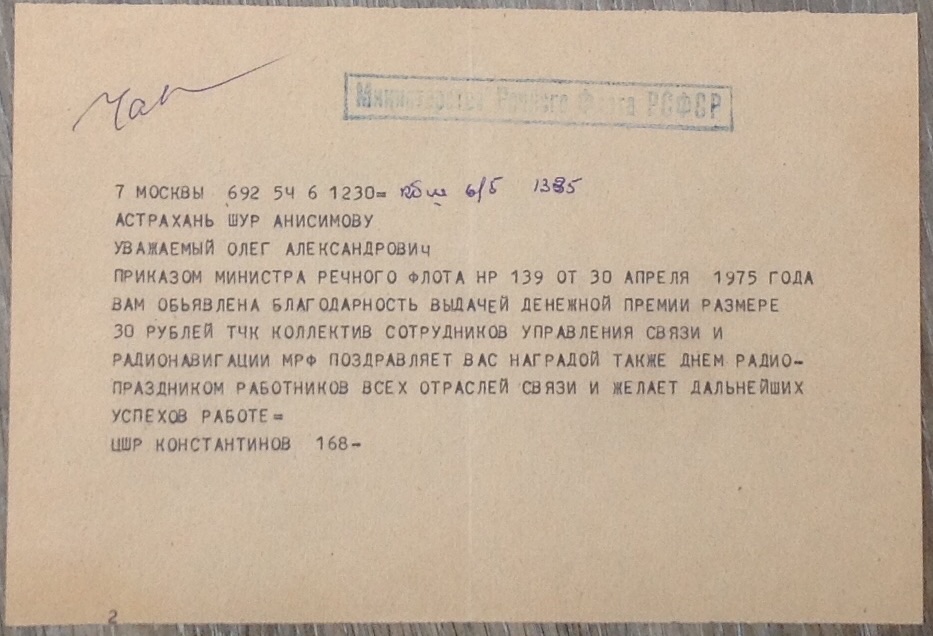 Министерство Речного Флота РСФСР
7 МОСКВЫ 692 54 6 1230= 6/5 1385
АСТРАХАНЬ ШУР АНИСИМОВУ
УВАЖАЕМЫЙ ОЛЕГ АЛЕКСАНДРОВИЧ
ПРИКАЗОМ МИНИСТРА РЕЧНОГО ФЛОТА НР 139 ОТ 30 АПРЕЛЯ 1975 ГОДА
ВАМ ОБЬЯВЛЕНА БЛАГОДАРНОСТЬ ВЫДАЧЕЙ ДЕНЕЖНОЙ ПРЕМИИ РАЗМЕРЕ
30 РУБЛЕЙ ТЧК КОЛЛЕКТИВ СОТРУДНИКОВ УПРАВЛЕНИЯ СВЯЗИ И
РАДИОНАВИГАЦИИ МРФ ПОЗДРАВЛЯЕТ ВАС НАГРАДОЙ ТАКЖЕ ДНЕМ РАДИО-
ПРАЗДНИКОМ РАБОТНИКОВ ВСЕХ ОТРАСЛЕЙ СВЯЗИ И ЖЕЛАЕТ ДАЛЬНЕЙШИХ
УСПЕХОВ РАБОТЕ=
ЦШР КОНСТАНТИНОВ 168-
2